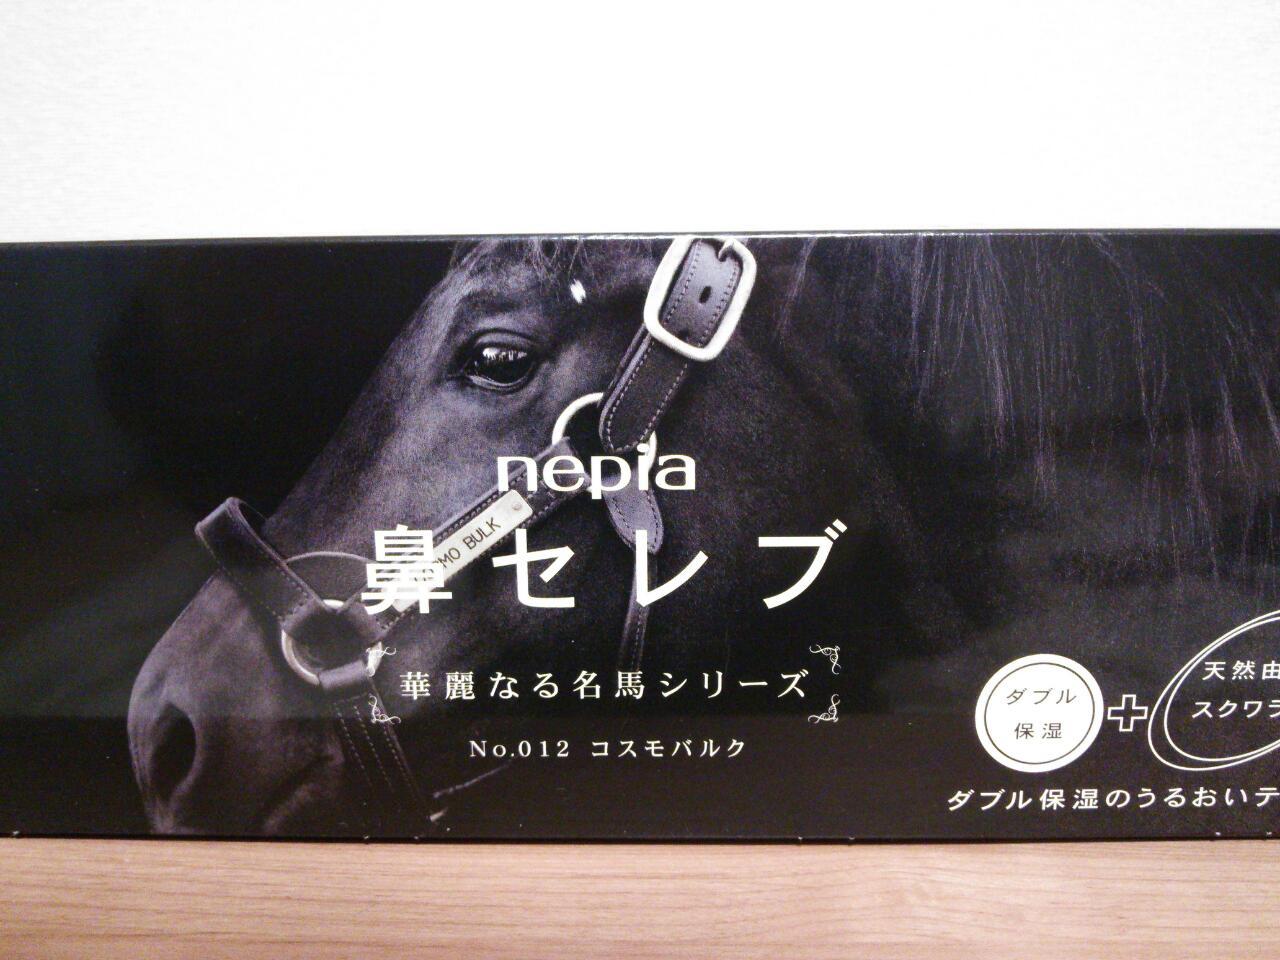 nepia
MO BULK
鼻セレブ
華麗なる名馬シリーズ
No.012 コスモバルク
ダブル
保湿
天然由
スクワラ
ダブル保湿のうるおいテ